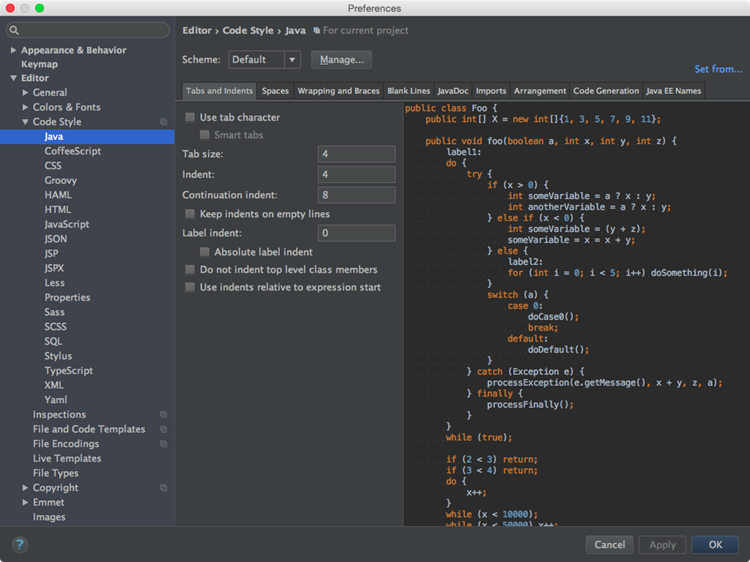 Preferences
Appearance & Behavior
Keymap
Editor
General
Colors & Fonts
Code Style
Java
CoffeeScript
CSS
Groovy
HAML
HTML
JavaScript
JSON
JSP
JSPX
Less
Properties
Sass
SCSS
SQL
Stylus
TypeScript
XML
Yaml
Inspections
File and Code Templates
File Encodings
Live Templates
File Types
Copyright
Emmet
Images
Editor › Code Style › Java For current project
Scheme: Default Manage...
Set from...
Tabs and Indents Spaces Wrapping and Braces Blank Lines JavaDoc Imports Arrangement Code Generation Java EE Names
Use tab character
Smart tabs
Tab size: 4
Indent: 4
Continuation indent: 8
Keep indents on empty lines
Label indent: 0
Absolute label indent
Do not indent top level class members
Use indents relative to expression start
public class Foo {
public int[] X = new int[]{1, 3, 5, 7, 9, 11};
public void foo(boolean a, int x, int y, int z) {
label1:
do {
try {
if (x > 0) {
int someVariable = a ? x : y;
int anotherVariable = a ? x : y;
} else if (x < 0) {
int someVariable = (y + z);
someVariable = x = x + y;
} else {
label2:
for (int i = 0; i < 5; i++) doSomething(i);
}
switch (a) {
case 0:
doCase0();
break;
default:
doDefault();
}
} catch (Exception e) {
processException(e.getMessage(), x + y, z, a);
} finally {
processFinally();
}
}
while (true);
if (2 < 3) return;
if (3 < 4) return;
do {
x++;
}
while (x < 10000);
while (x < 50000) x++;
?
Cancel Apply OK